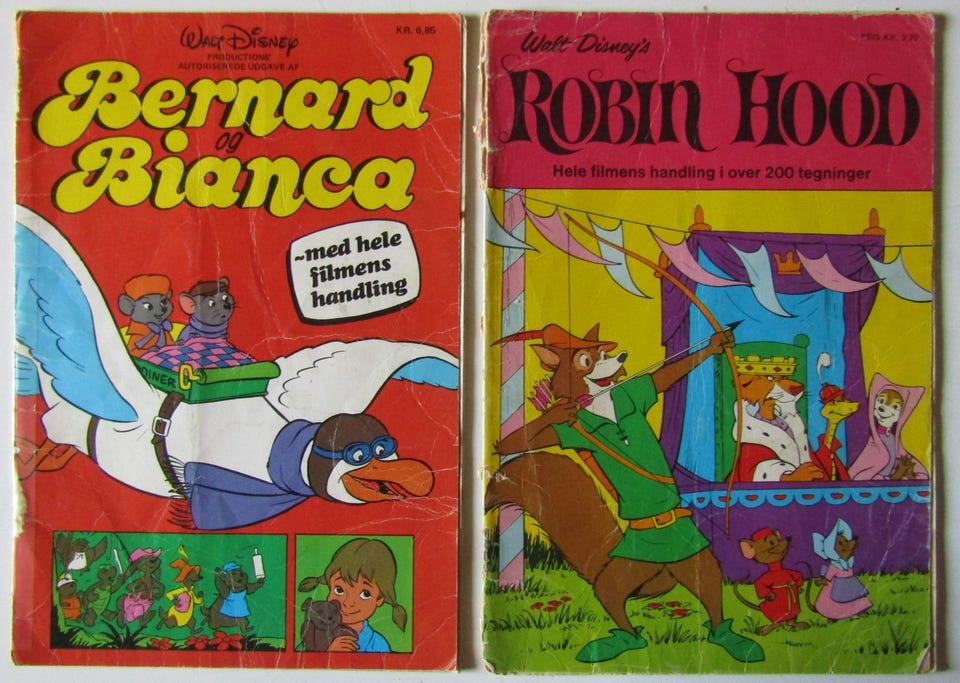 WALT DISNEY
PRODUCTIONS'
AUTORISEREDE UDGAVE AF
KR. 6,85
Bernard
og
Bianca
~med hele
filmens
handling
DINER
Walt Disney's
ROBIN HOOD
Hele filmens handling i over 200 tegninger